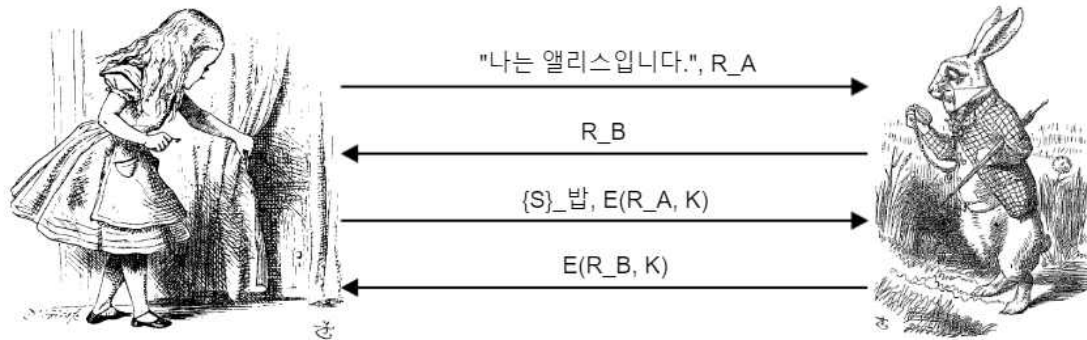 "나는 앨리스입니다.", R_A
R_B
{S}_밥, E(R_A, K)
E(R_B, K)